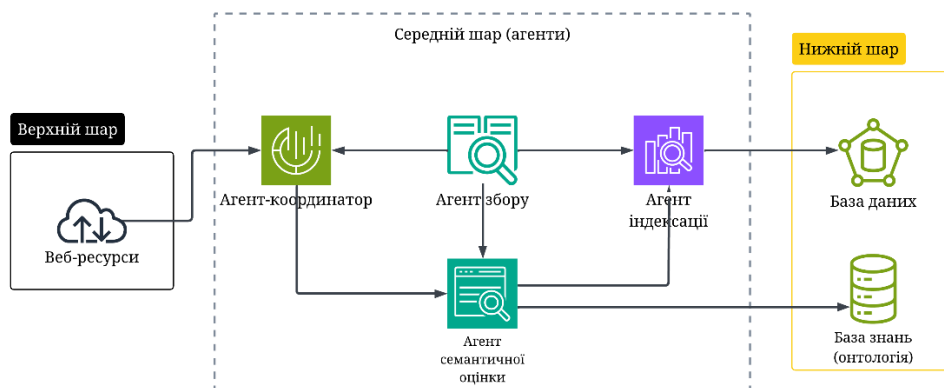 Середній шар (агенти)
Нижній шар
Верхній шар
Агент-координатор
Агент збору
Агент
індексації
База даних
Веб-ресурси
База знань
(онтологія)
Агент
семантичної
оцінки